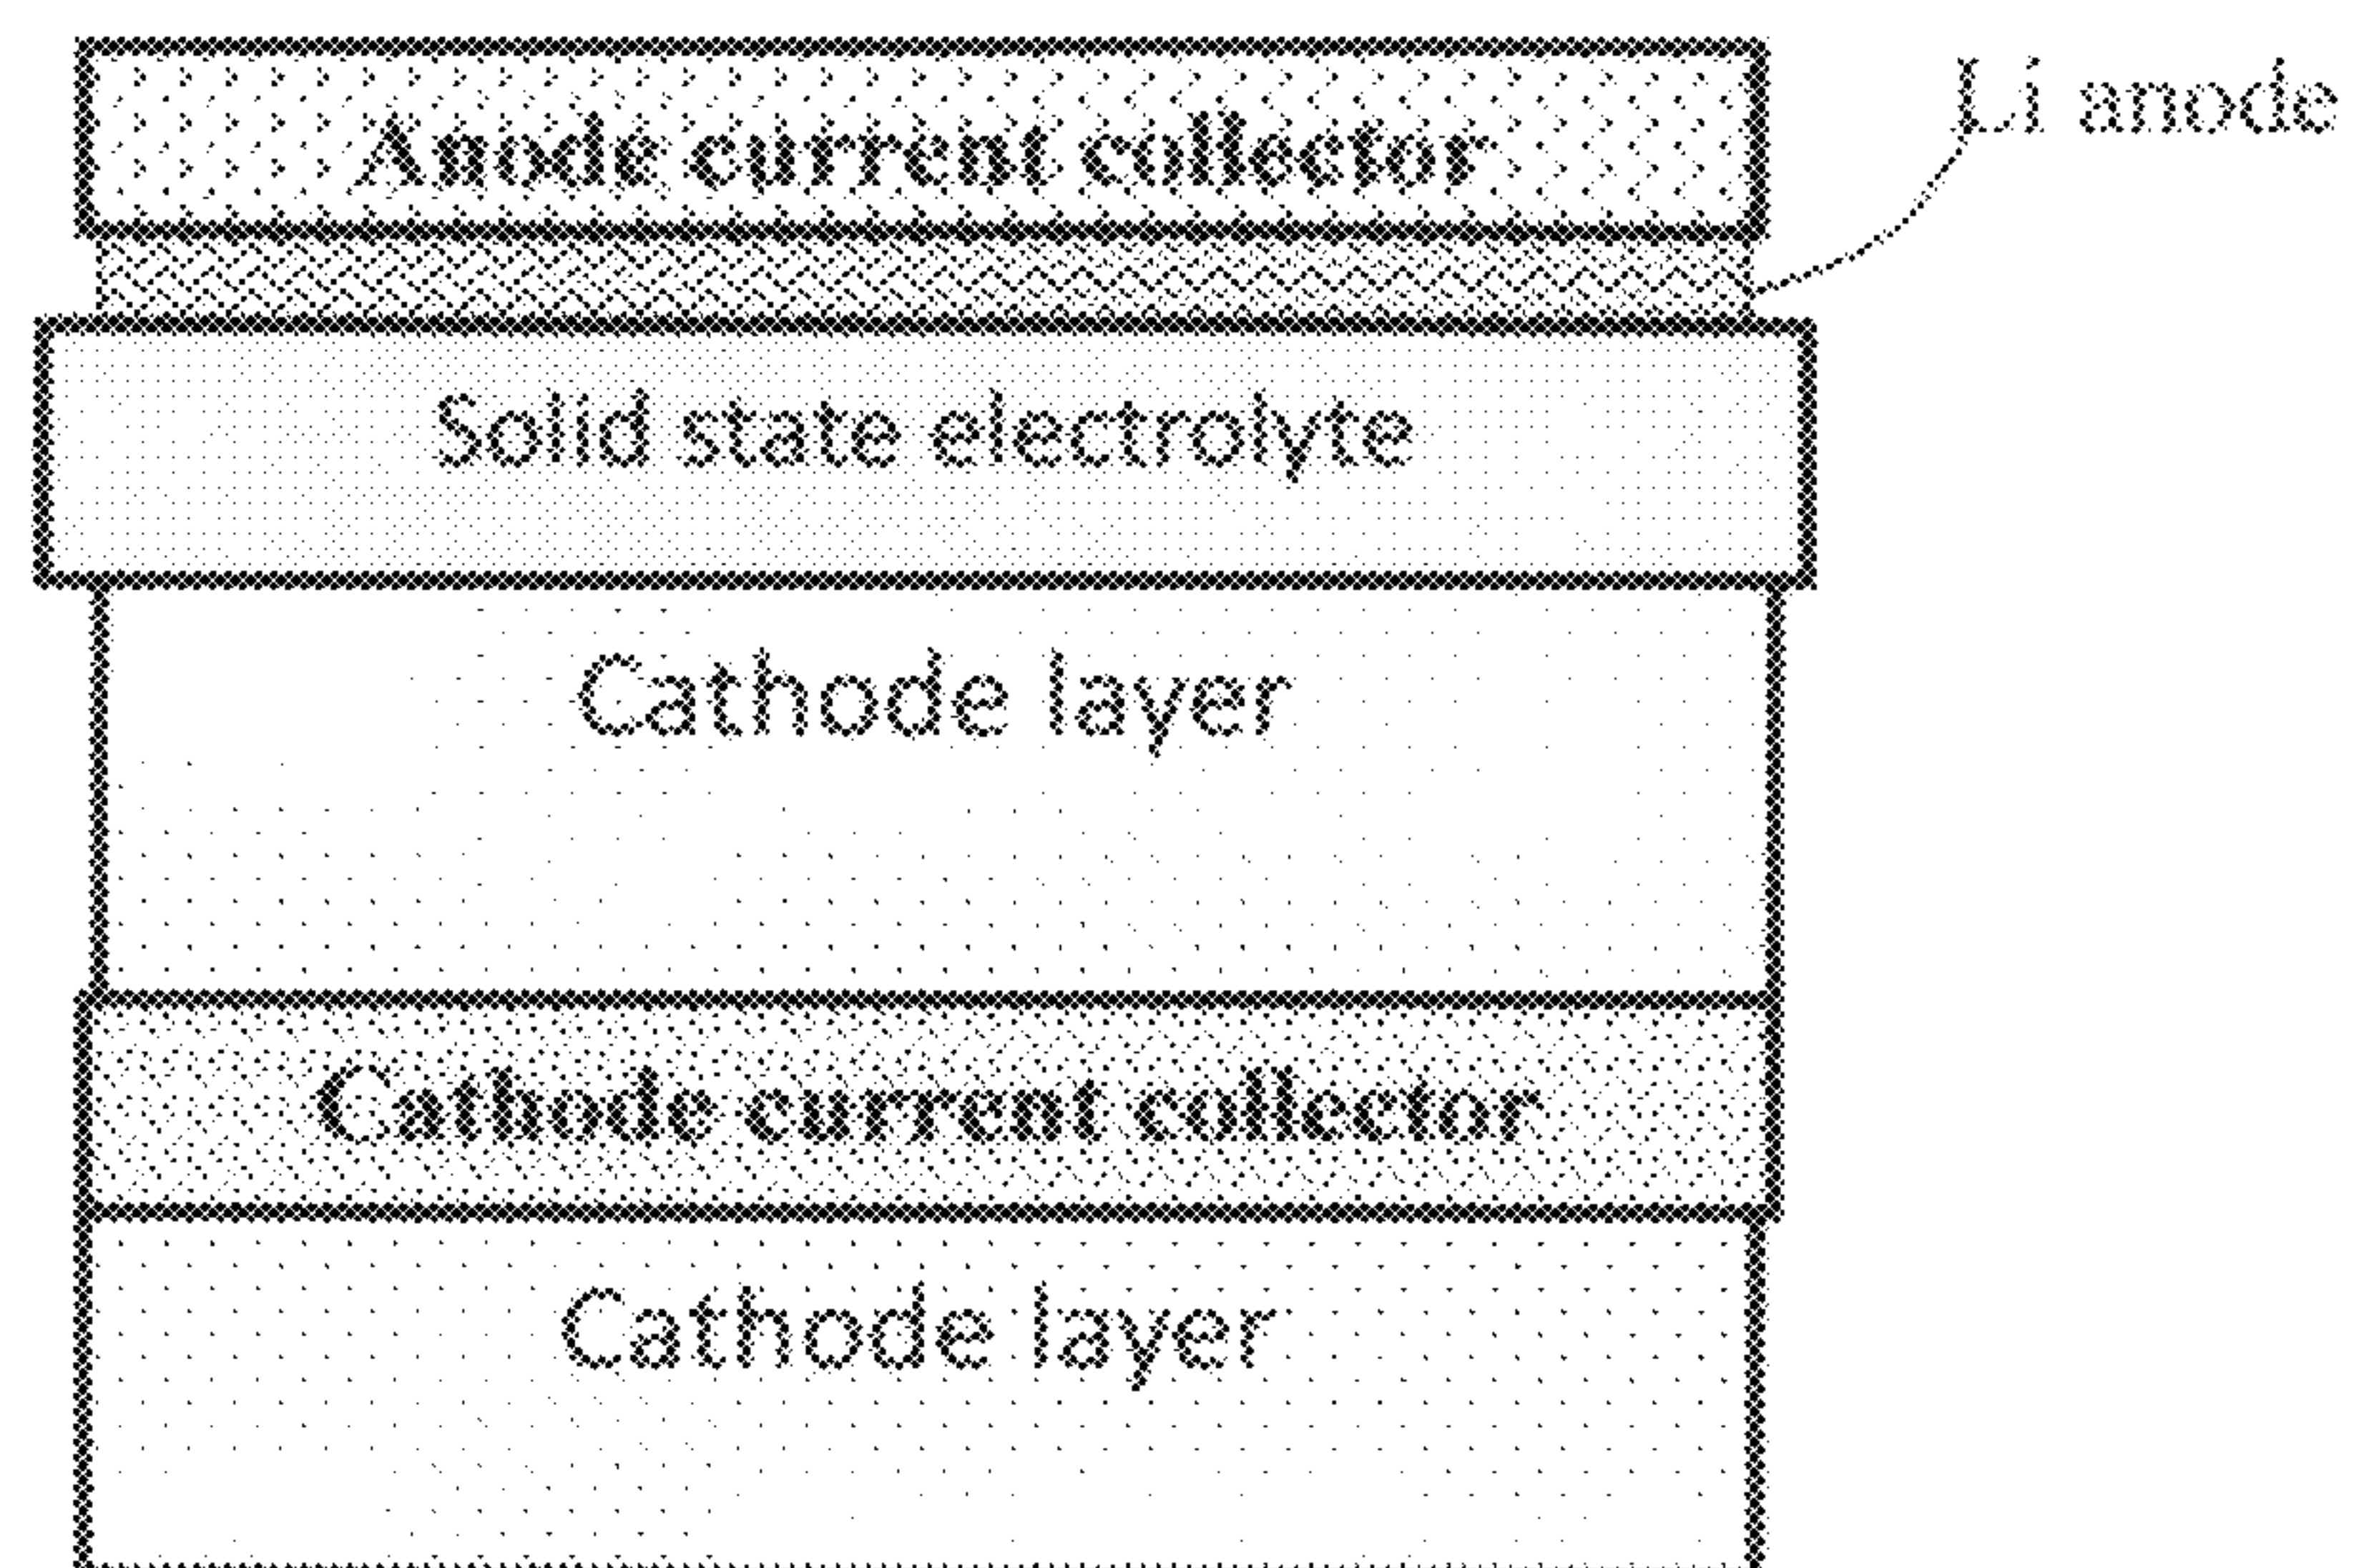 Anode current collector
Li anode
Solid state electrolyte
Cathode layer
Cathode current collector
Cathode layer